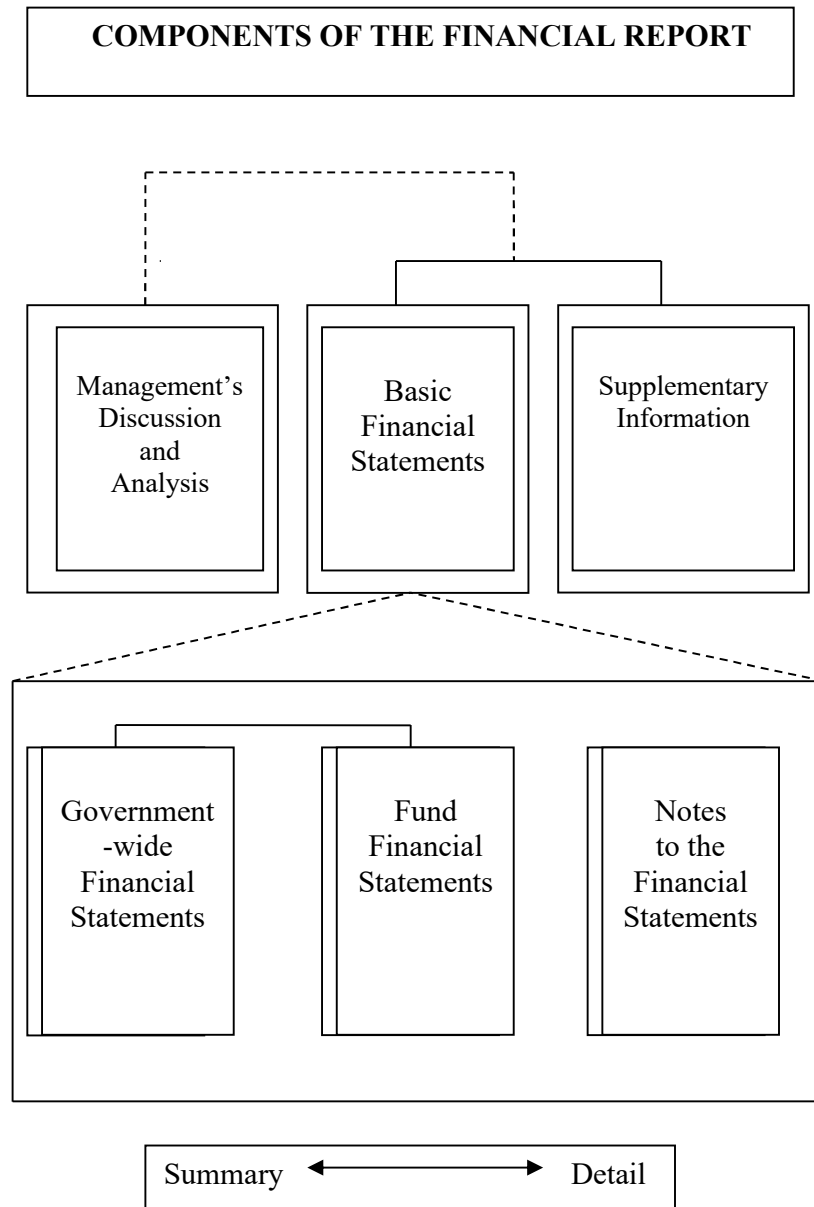 COMPONENTS OF THE FINANCIAL REPORT
Management’s
Discussion
and
Analysis
Basic
Financial
Statements
Supplementary
Information
Government
-wide
Financial
Statements
Fund
Financial
Statements
Notes
to the
Financial
Statements
Summary
Detail